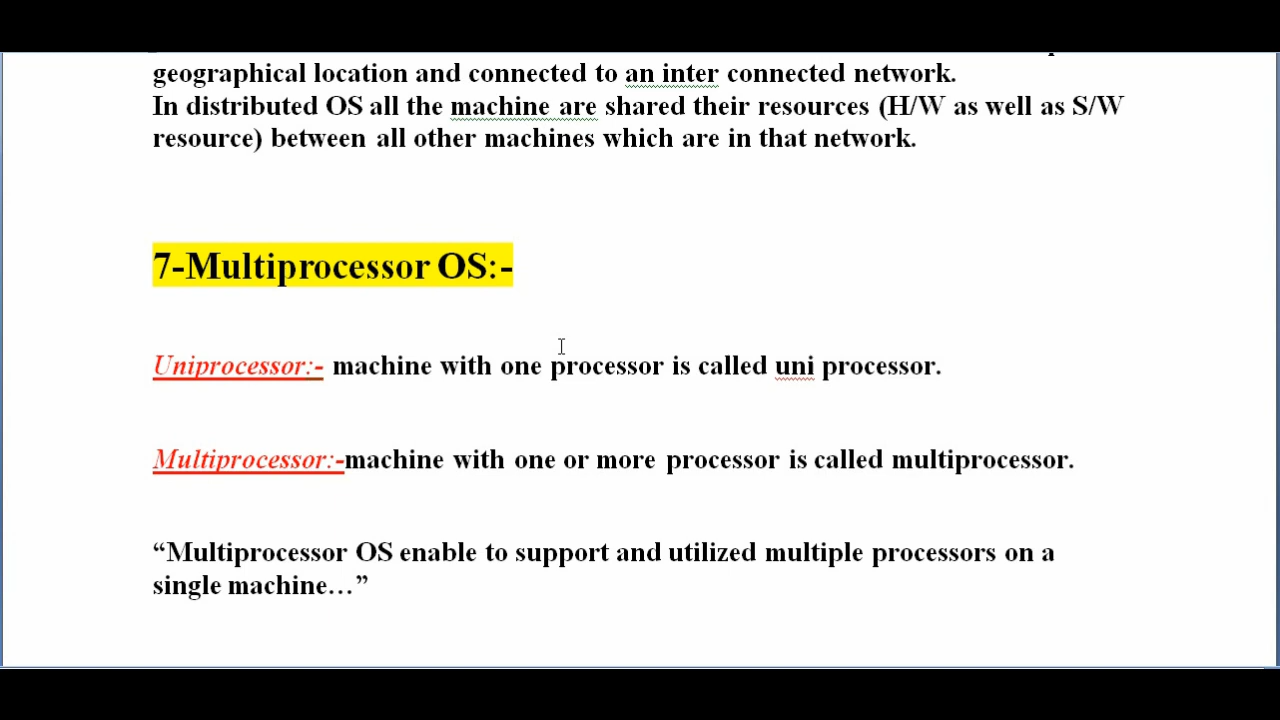 geographical location and connected to an inter connected network.
In distributed OS all the machine are shared their resources (H/W as well as S/W
resource) between all other machines which are in that network.
7-Multiprocessor OS:-
Uniprocessor:- machine with one processor is called uni processor.
Multiprocessor:-machine with one or more processor is called multiprocessor.
“Multiprocessor OS enable to support and utilized multiple processors on a
single machine…”